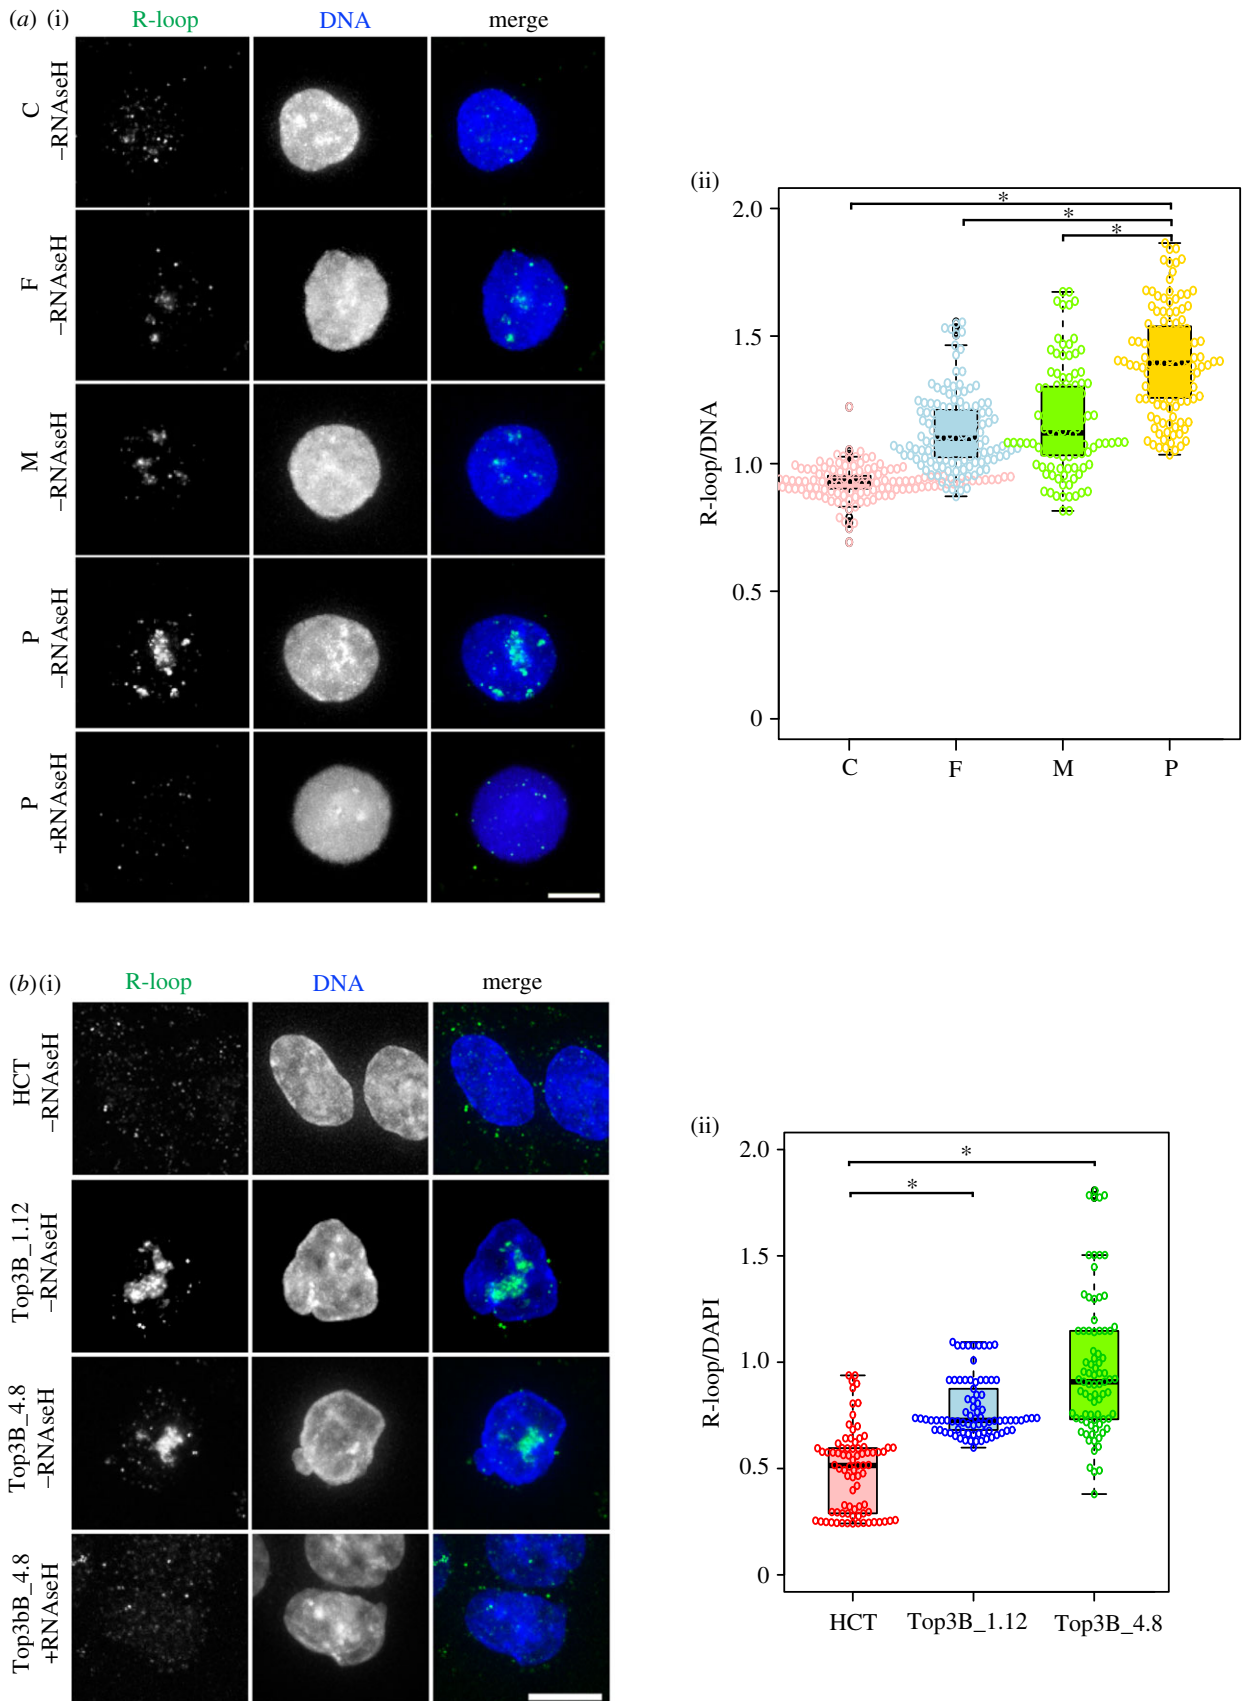 (a) (i) R-loop DNA merge
C
–RNAseH
F
–RNAseH
M
–RNAseH
P
–RNAseH
P
+RNAseH
(ii)
2.0
1.5
1.0
0.5
0
R-loop/DNA
* * *
C F M P
(b)(i) R-loop DNA merge
HCT
–RNAseH
Top3B_1.12
–RNAseH
Top3B_4.8
–RNAseH
Top3bB_4.8
+RNAseH
(ii)
2.0
1.5
1.0
0.5
0
R-loop/DAPI
* *
HCT Top3B_1.12 Top3B_4.8